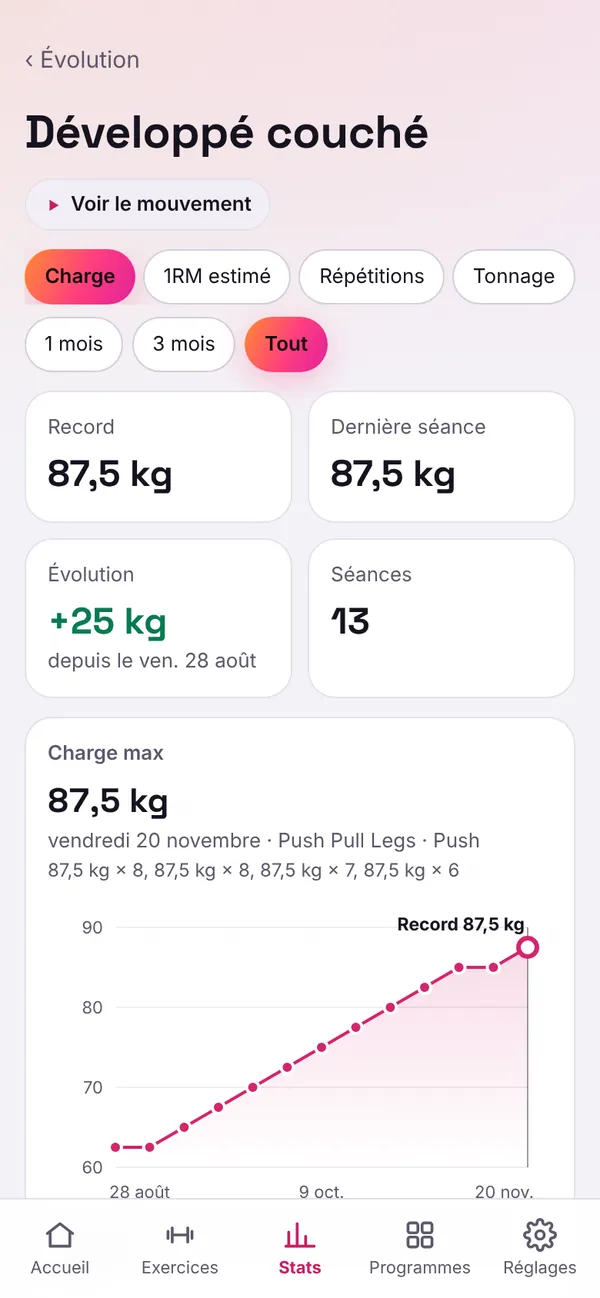 ‹ Évolution
Développé couché
Voir le mouvement
Charge 1RM estimé Répétitions Tonnage
1 mois 3 mois Tout
Record
87,5 kg
Dernière séance
87,5 kg
Évolution
+25 kg
depuis le ven. 28 août
Séances
13
Charge max
87,5 kg
vendredi 20 novembre · Push Pull Legs · Push
87,5 kg × 8, 87,5 kg × 8, 87,5 kg × 7, 87,5 kg × 6
Record 87,5 kg
90
80
70
60
28 août 9 oct. 20 nov.
Accueil Exercices Stats Programmes Réglages